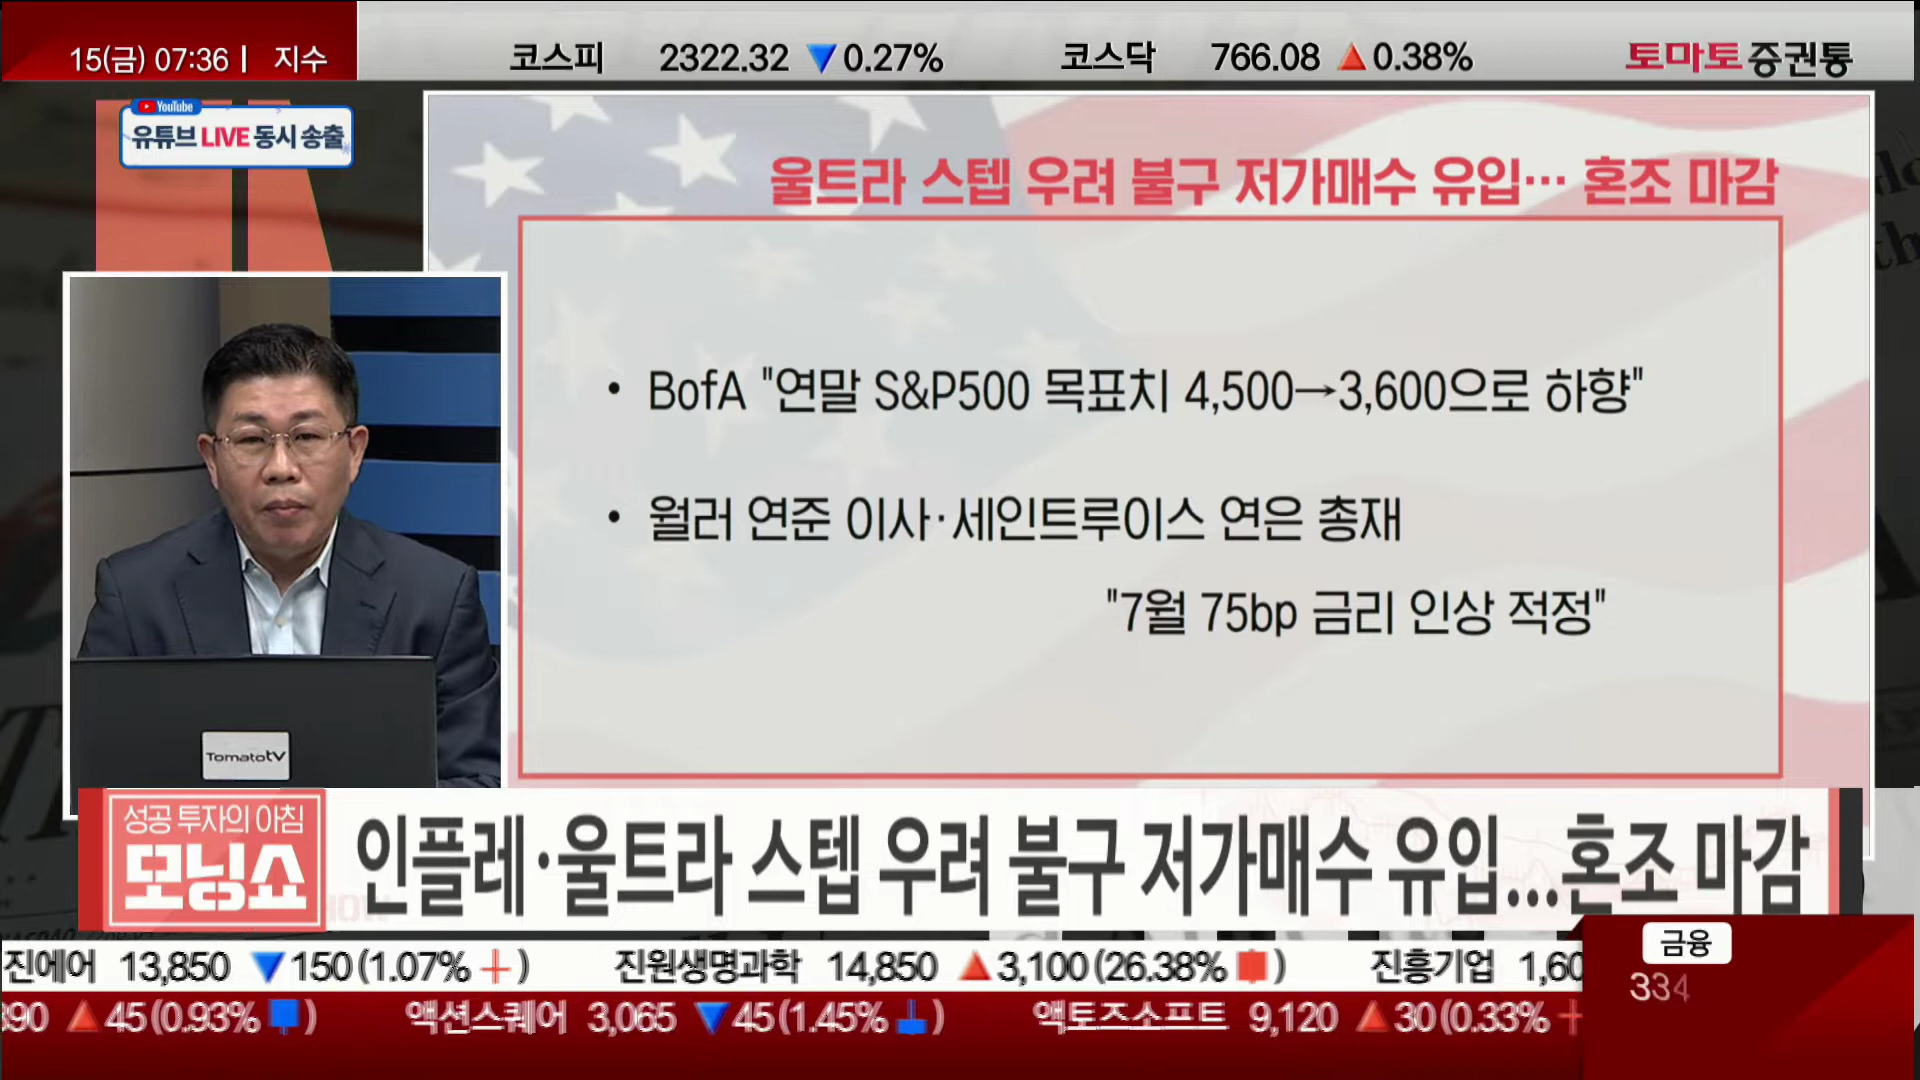 15(금) 07:36 | 지수
코스피 2322.32 ▼0.27%
코스닥 766.08 ▲0.38%
토마토증권통
YouTube
유튜브 LIVE 동시 송출
울트라 스텝 우려 불구 저가매수 유입… 혼조 마감
• BofA "연말 S&P500 목표치 4,500→3,600으로 하향"
• 월러 연준 이사·세인트루이스 연은 총재
"7월 75bp 금리 인상 적정"
TomatoTV
성공 투자의 아침
모닝쇼
인플레·울트라 스텝 우려 불구 저가매수 유입...혼조 마감
진에어 13,850 ▼150(1.07% ) 진원생명과학 14,850 ▲3,100(26.38% ) 진흥기업 1,60
금융
334
390 ▲45(0.93% ) 액션스퀘어 3,065 ▼45(1.45% ) 액토즈소프트 9,120 ▲30(0.33%